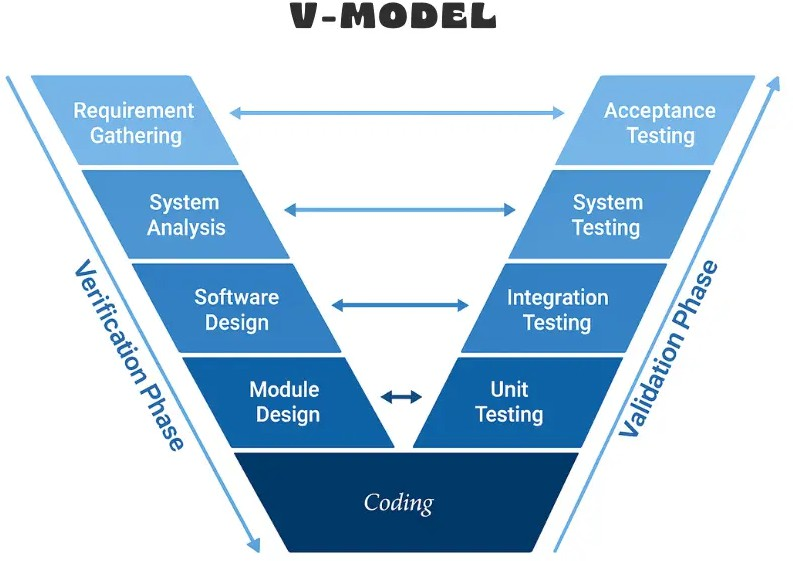 V-MODEL
Requirement
Gathering
Acceptance
Testing
System
Analysis
System
Testing
Software
Design
Integration
Testing
Module
Design
Unit
Testing
Coding
Verification Phase
Validation Phase